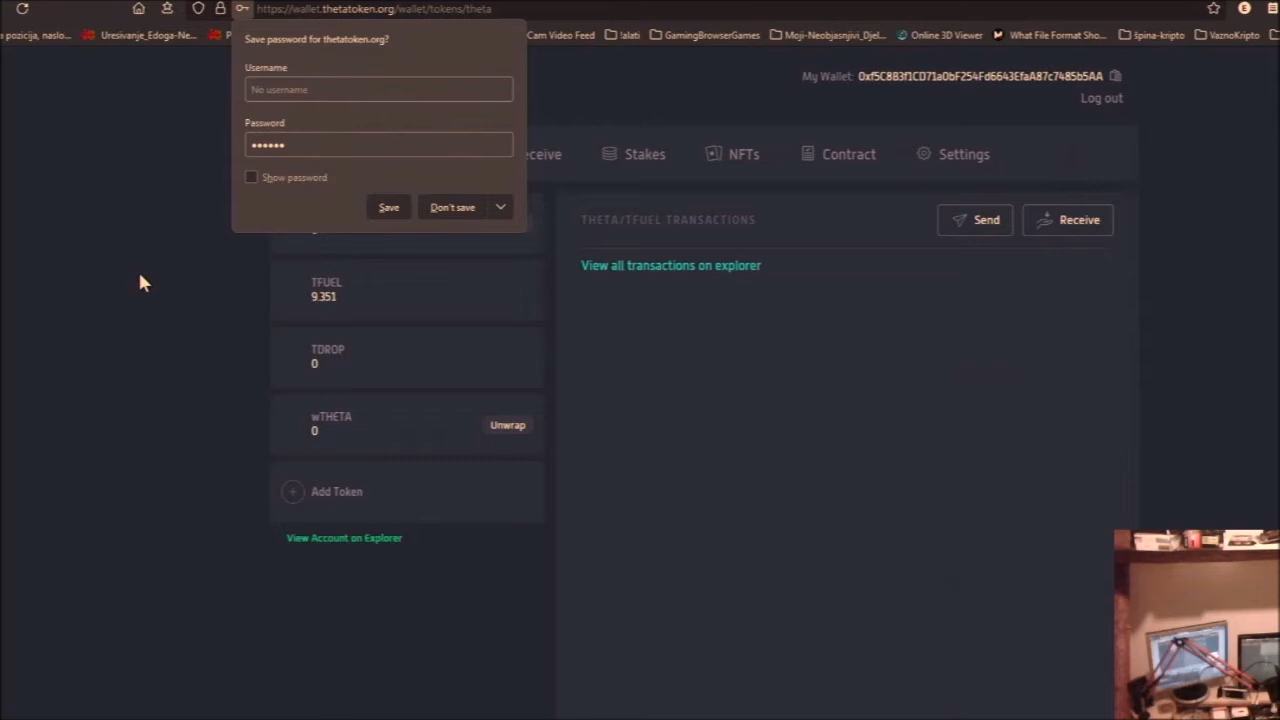 https://wallet.thetatoken.org/wallet/tokens/theta
a pozicija, naslo...
Uresivanje_Edoga-Ne...
Cam Video Feed
!alati
GamingBrowserGames
Moji-Neobjasnjivi_Djel...
Online 3D Viewer
What File Format Sho...
špina-kripto
VaznoKripto
Save password for thetatoken.org?
Username
No username
Password
Show password
Save
Don't save
My Wallet: 0xf5C8B3f1CD71a0bF254Fd6643EfaA87c7485b5AA
Log out
eceive
Stakes
NFTs
Contract
Settings
THETA/TFUEL TRANSACTIONS
Send
Receive
View all transactions on explorer
TFUEL
9.351
TDROP
0
wTHETA
0
Unwrap
Add Token
View Account on Explorer